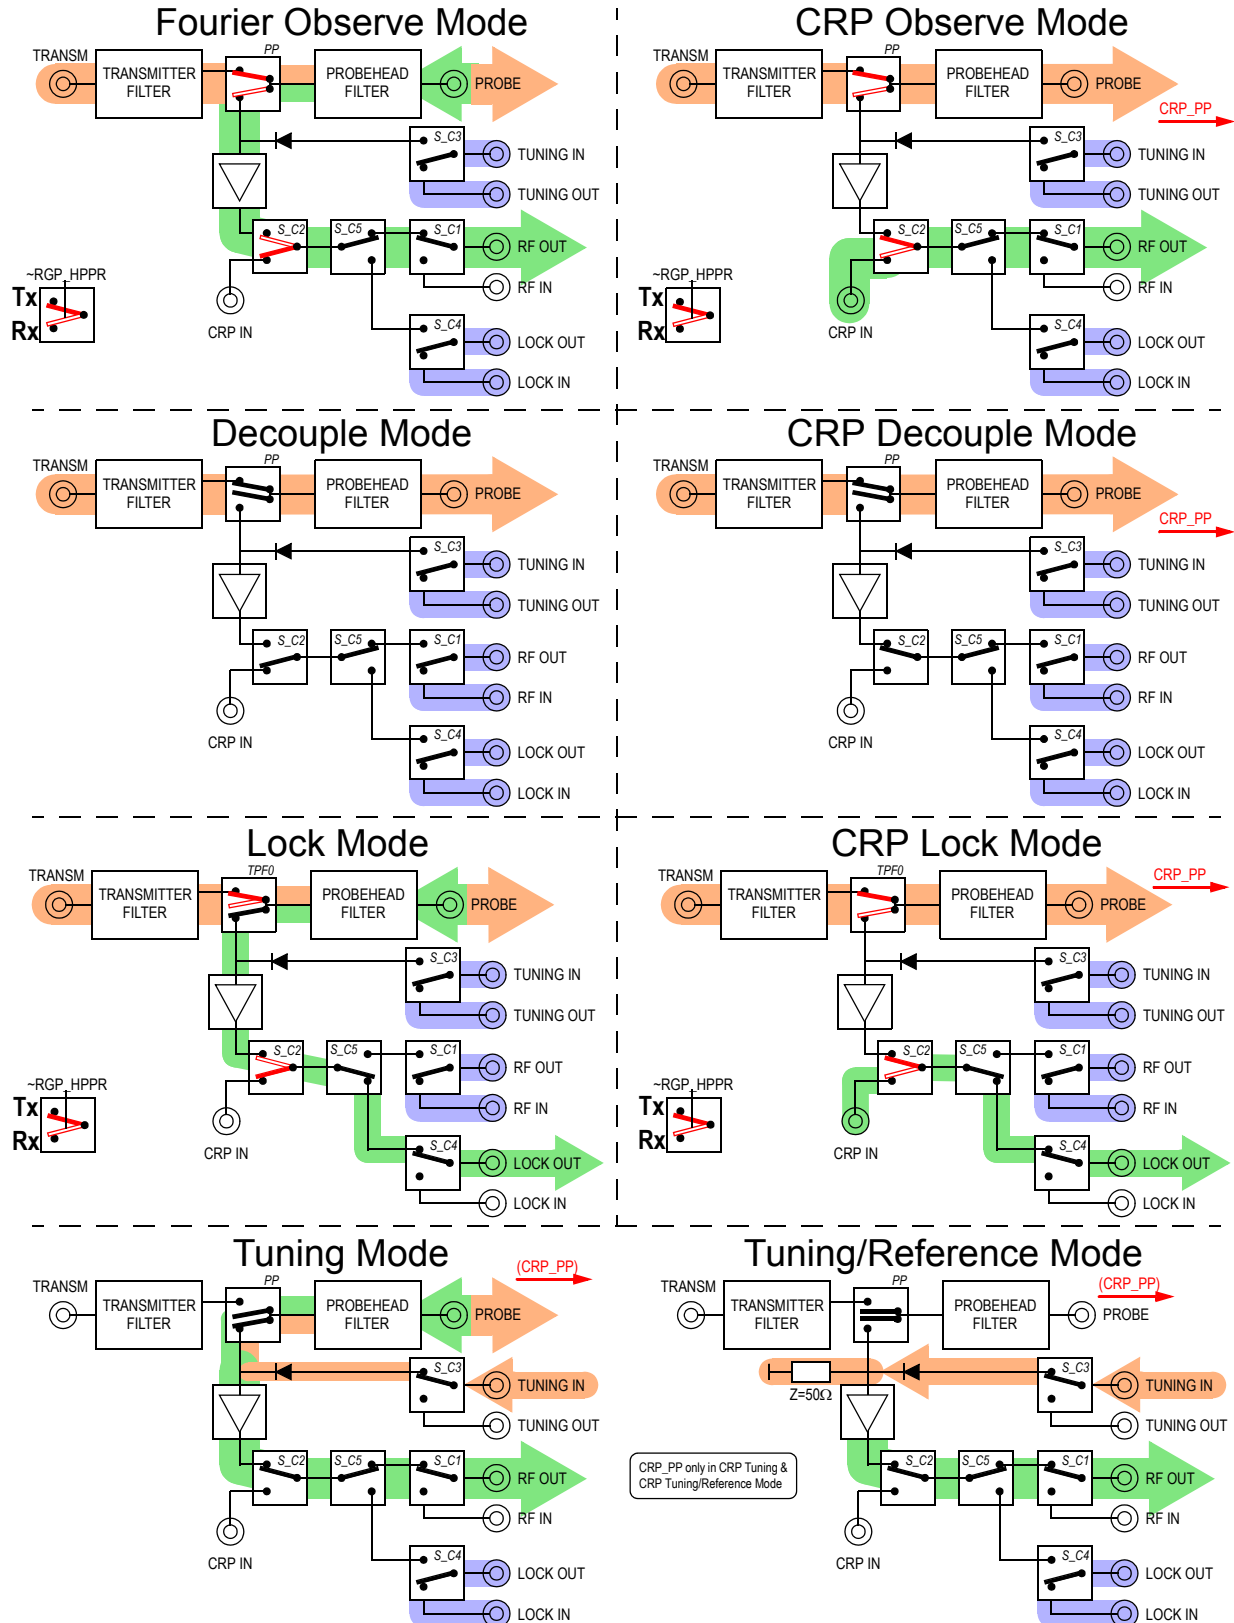 Fourier Observe Mode
TRANSM
TRANSMITTER
FILTER
PP
PROBEHEAD
FILTER
PROBE
S_C3
TUNING IN
TUNING OUT
S_C2
S_C5
S_C1
RF OUT
RF IN
~RGP_HPPR
Tx
Rx
CRP IN
S_C4
LOCK OUT
LOCK IN
CRP Observe Mode
TRANSM
TRANSMITTER
FILTER
PP
PROBEHEAD
FILTER
PROBE
CRP_PP
S_C3
TUNING IN
TUNING OUT
S_C2
S_C5
S_C1
RF OUT
RF IN
~RGP_HPPR
Tx
Rx
CRP IN
S_C4
LOCK OUT
LOCK IN
Decouple Mode
TRANSM
TRANSMITTER
FILTER
PP
PROBEHEAD
FILTER
PROBE
S_C3
TUNING IN
TUNING OUT
S_C2
S_C5
S_C1
RF OUT
RF IN
CRP IN
S_C4
LOCK OUT
LOCK IN
CRP Decouple Mode
TRANSM
TRANSMITTER
FILTER
PP
PROBEHEAD
FILTER
PROBE
CRP_PP
S_C3
TUNING IN
TUNING OUT
S_C2
S_C5
S_C1
RF OUT
RF IN
CRP IN
S_C4
LOCK OUT
LOCK IN
Lock Mode
TRANSM
TRANSMITTER
FILTER
TPF0
PROBEHEAD
FILTER
PROBE
S_C3
TUNING IN
TUNING OUT
S_C2
S_C5
S_C1
RF OUT
RF IN
~RGP_HPPR
Tx
Rx
CRP IN
S_C4
LOCK OUT
LOCK IN
CRP Lock Mode
TRANSM
TRANSMITTER
FILTER
TPF0
PROBEHEAD
FILTER
PROBE
CRP_PP
S_C3
TUNING IN
TUNING OUT
S_C2
S_C5
S_C1
RF OUT
RF IN
~RGP_HPPR
Tx
Rx
CRP IN
S_C4
LOCK OUT
LOCK IN
Tuning Mode
(CRP_PP)
TRANSM
TRANSMITTER
FILTER
PP
PROBEHEAD
FILTER
PROBE
S_C3
TUNING IN
TUNING OUT
S_C2
S_C5
S_C1
RF OUT
RF IN
CRP IN
S_C4
LOCK OUT
LOCK IN
Tuning/Reference Mode
(CRP_PP)
TRANSM
TRANSMITTER
FILTER
PP
PROBEHEAD
FILTER
PROBE
S_C3
TUNING IN
Z=50Ω
TUNING OUT
CRP_PP only in CRP Tuning &
CRP Tuning/Reference Mode
S_C2
S_C5
S_C1
RF OUT
RF IN
CRP IN
S_C4
LOCK OUT
LOCK IN